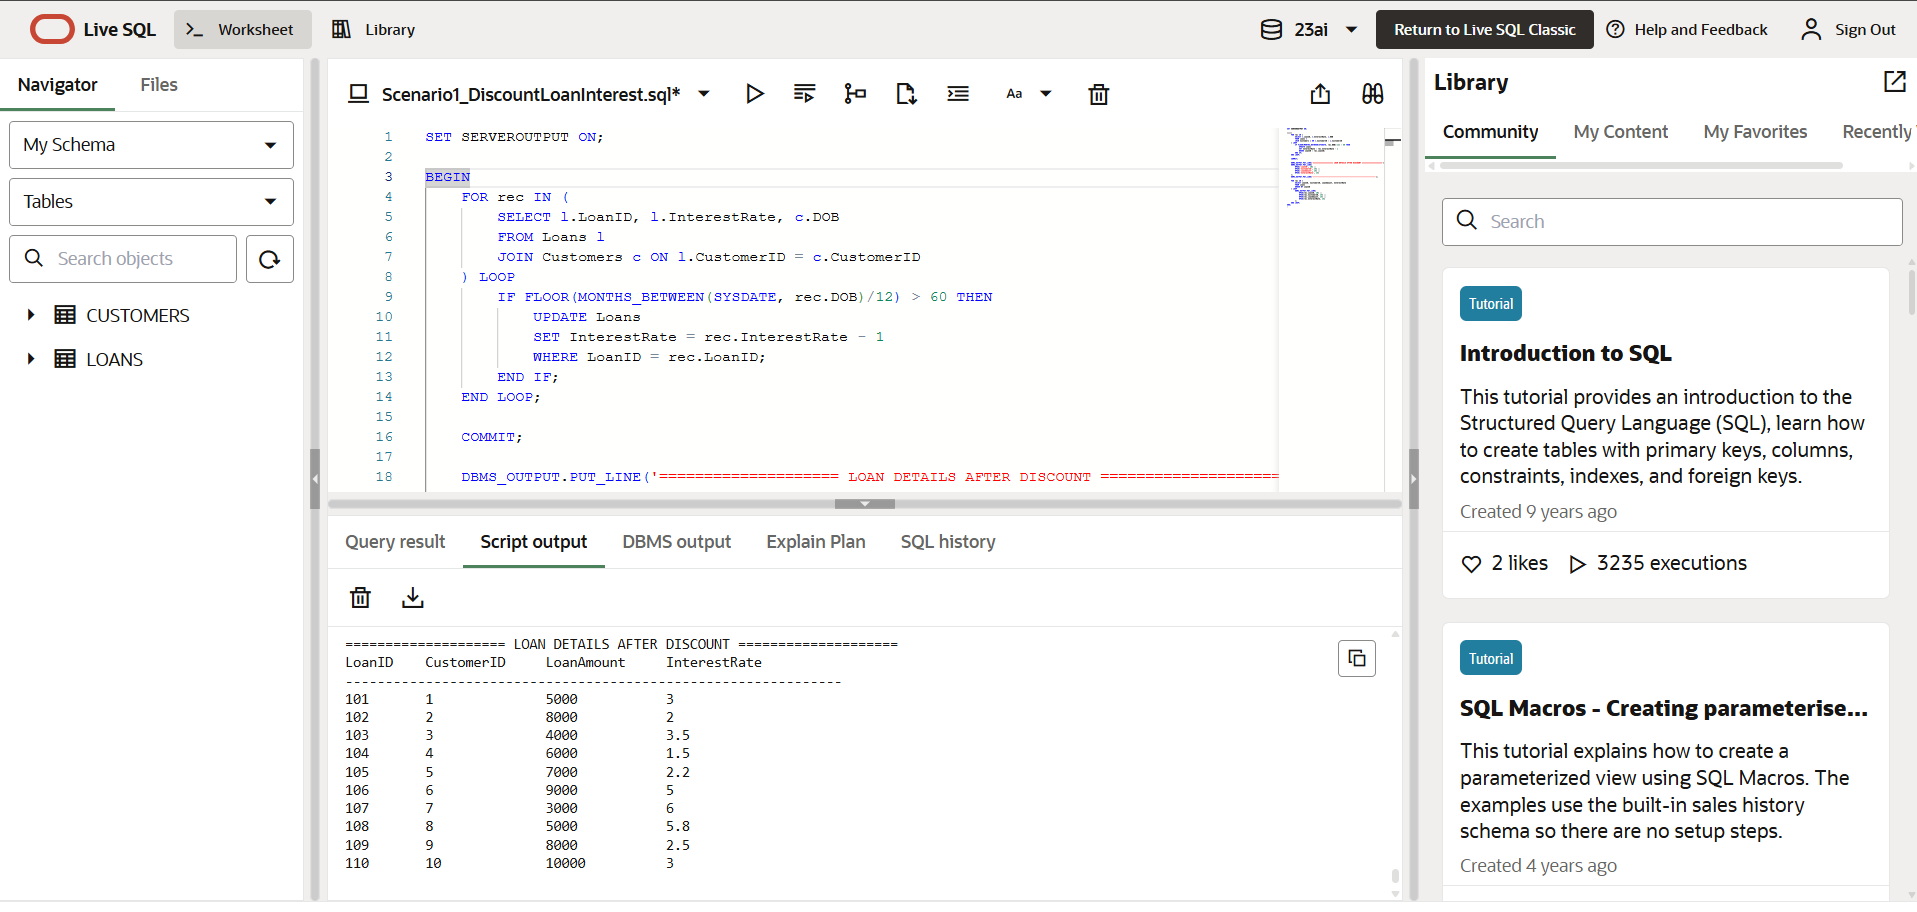 Live SQL
Worksheet
Library
23ai
Return to Live SQL Classic
Help and Feedback
Sign Out
Navigator
Files
My Schema
Tables
Search objects
CUSTOMERS
LOANS
Scenario1_DiscountLoanInterest.sql*
Aa
1 SET SERVEROUTPUT ON;
2
3 BEGIN
4 FOR rec IN (
5 SELECT l.LoanID, l.InterestRate, c.DOB
6 FROM Loans l
7 JOIN Customers c ON l.CustomerID = c.CustomerID
8 ) LOOP
9 IF FLOOR(MONTHS_BETWEEN(SYSDATE, rec.DOB)/12) > 60 THEN
10 UPDATE Loans
11 SET InterestRate = rec.InterestRate - 1
12 WHERE LoanID = rec.LoanID;
13 END IF;
14 END LOOP;
15
16 COMMIT;
17
18 DBMS_OUTPUT.PUT_LINE('==================== LOAN DETAILS AFTER DISCOUNT ====================
Query result
Script output
DBMS output
Explain Plan
SQL history
==================== LOAN DETAILS AFTER DISCOUNT ====================
LoanID CustomerID LoanAmount InterestRate
--------------------------------------------------------------
101 1 5000 3
102 2 8000 2
103 3 4000 3.5
104 4 6000 1.5
105 5 7000 2.2
106 6 9000 5
107 7 3000 6
108 8 5000 5.8
109 9 8000 2.5
110 10 10000 3
Library
Community
My Content
My Favorites
Recently
Search
Tutorial
Introduction to SQL
This tutorial provides an introduction to the
Structured Query Language (SQL), learn how
to create tables with primary keys, columns,
constraints, indexes, and foreign keys.
Created 9 years ago
2 likes
3235 executions
Tutorial
SQL Macros - Creating parameterise...
This tutorial explains how to create a
parameterized view using SQL Macros. The
examples use the built-in sales history
schema so there are no setup steps.
Created 4 years ago